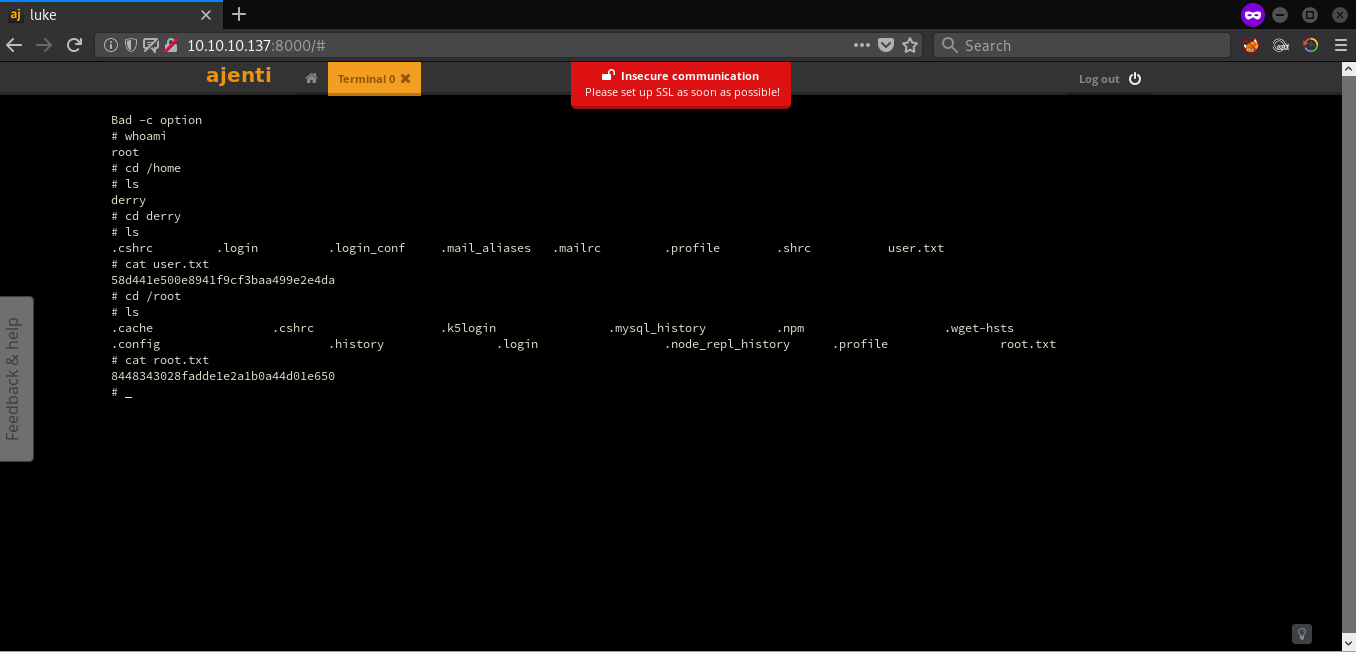 aj luke
10.10.10.137:8000/#
Search
ajenti
Terminal 0
Insecure communication
Please set up SSL as soon as possible!
Log out
Bad -c option
# whoami
root
# cd /home
# ls
derry
# cd derry
# ls
.cshrc .login .login_conf .mail_aliases .mailrc .profile .shrc user.txt
# cat user.txt
58d441e500e8941f9cf3baa499e2e4da
# cd /root
# ls
.cache .cshrc .k5login .mysql_history .npm .wget-hsts
.config .history .login .node_repl_history .profile root.txt
# cat root.txt
8448343028fadde1e2a1b0a44d01e650
# _
Feedback & help